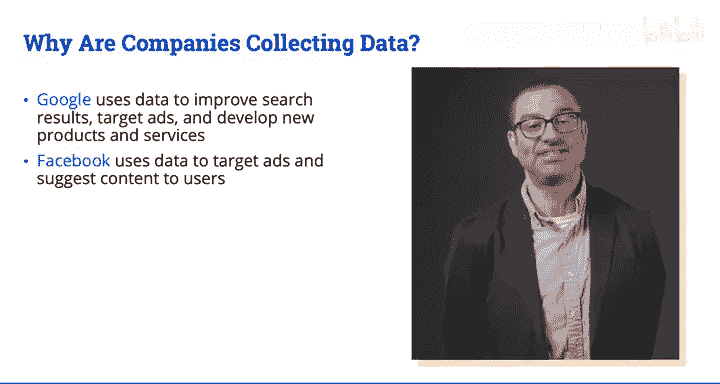 Why Are Companies Collecting Data?
• Google uses data to improve search
results, target ads, and develop new
products and services
• Facebook uses data to target ads and
suggest content to users